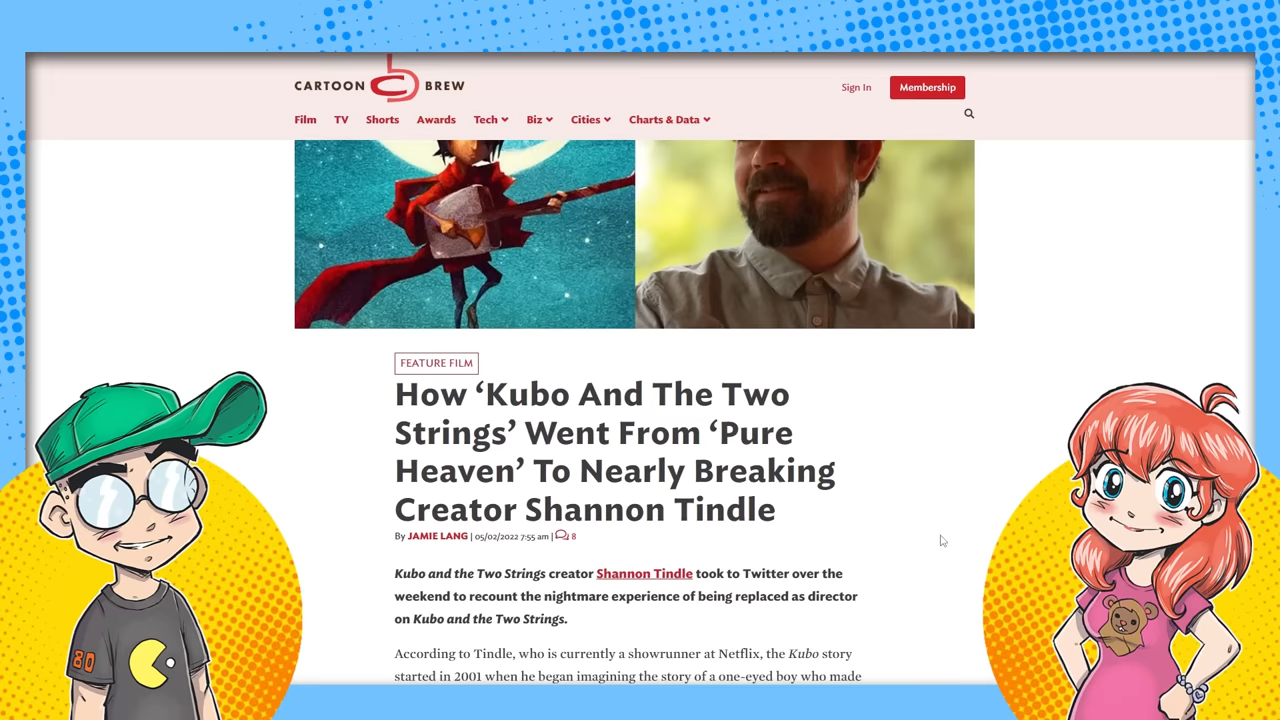 CARTOON BREW
Sign In
Membership
Film TV Shorts Awards Tech Biz Cities Charts & Data
FEATURE FILM
How ‘Kubo And The Two
Strings’ Went From ‘Pure
Heaven’ To Nearly Breaking
Creator Shannon Tindle
By JAMIE LANG | 05/02/2022 7:55 am | 8
Kubo and the Two Strings creator Shannon Tindle took to Twitter over the
weekend to recount the nightmare experience of being replaced as director
on Kubo and the Two Strings.
According to Tindle, who is currently a showrunner at Netflix, the Kubo story
started in 2001 when he began imagining the story of a one-eyed boy who made
80